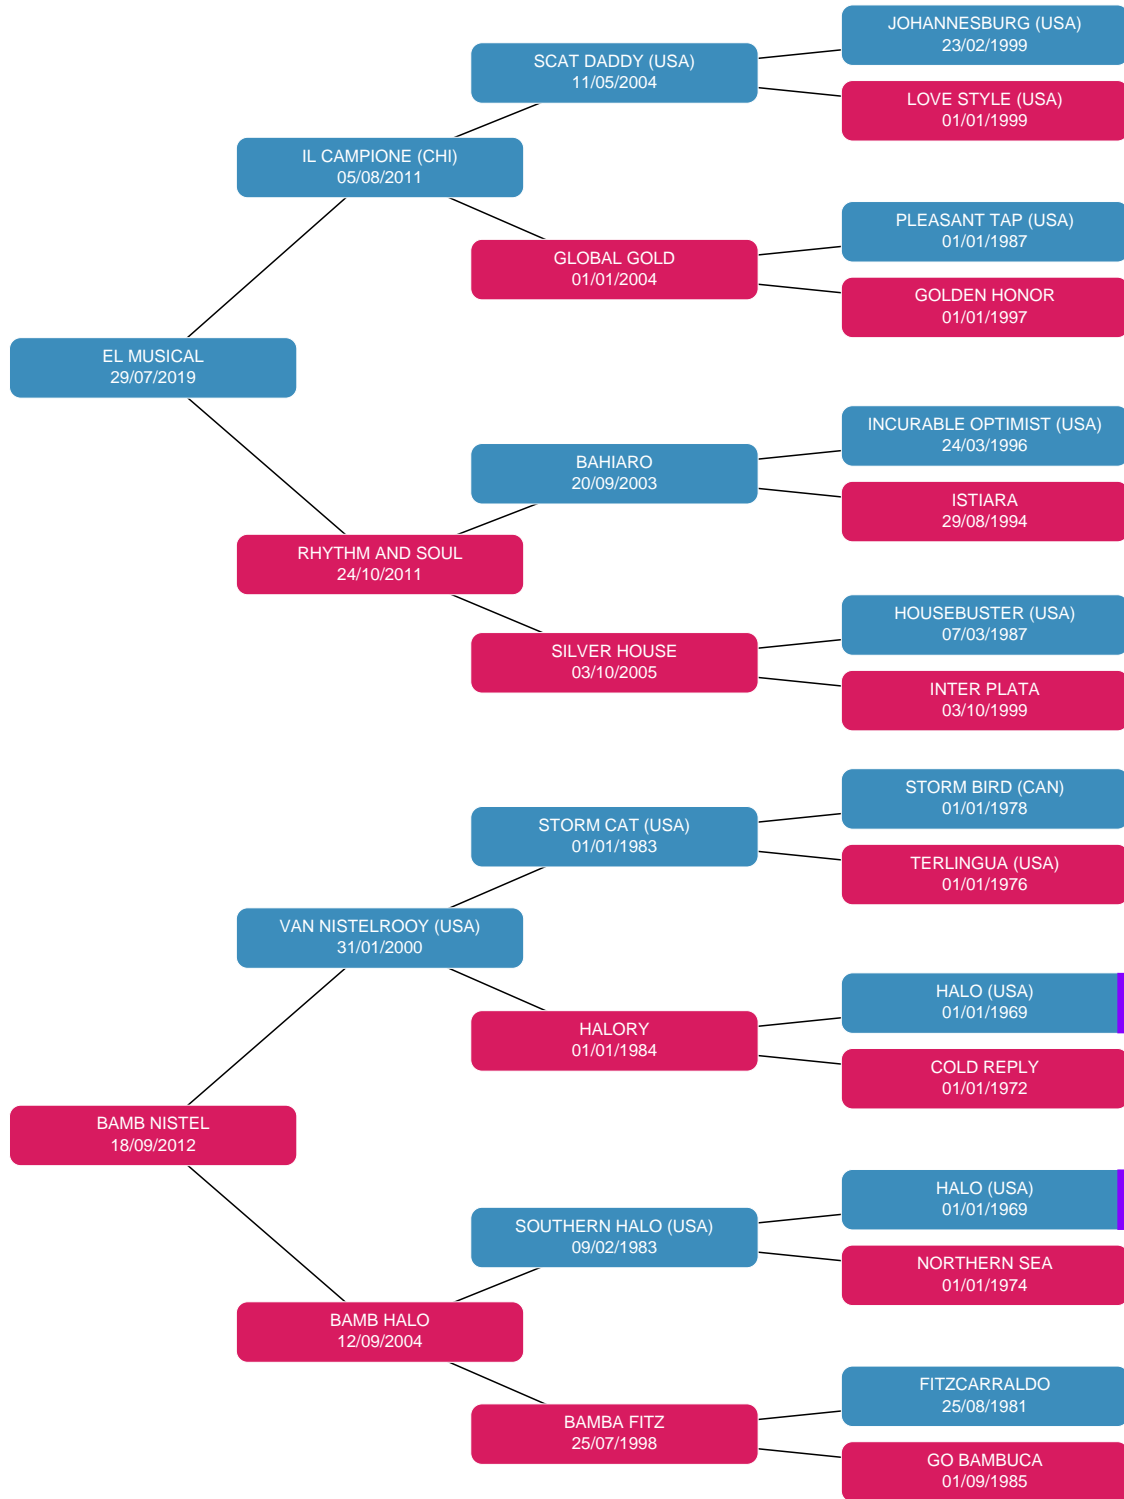 JOHANNESBURG (USA)
23/02/1999
SCAT DADDY (USA)
11/05/2004
LOVE STYLE (USA)
01/01/1999
IL CAMPIONE (CHI)
05/08/2011
PLEASANT TAP (USA)
01/01/1987
GLOBAL GOLD
01/01/2004
GOLDEN HONOR
01/01/1997
EL MUSICAL
29/07/2019
INCURABLE OPTIMIST (USA)
24/03/1996
BAHIARO
20/09/2003
ISTIARA
29/08/1994
RHYTHM AND SOUL
24/10/2011
HOUSEBUSTER (USA)
07/03/1987
SILVER HOUSE
03/10/2005
INTER PLATA
03/10/1999
STORM BIRD (CAN)
01/01/1978
STORM CAT (USA)
01/01/1983
TERLINGUA (USA)
01/01/1976
VAN NISTELROOY (USA)
31/01/2000
HALO (USA)
01/01/1969
HALORY
01/01/1984
COLD REPLY
01/01/1972
BAMB NISTEL
18/09/2012
HALO (USA)
01/01/1969
SOUTHERN HALO (USA)
09/02/1983
NORTHERN SEA
01/01/1974
BAMB HALO
12/09/2004
FITZCARRALDO
25/08/1981
BAMBA FITZ
25/07/1998
GO BAMBUCA
01/09/1985